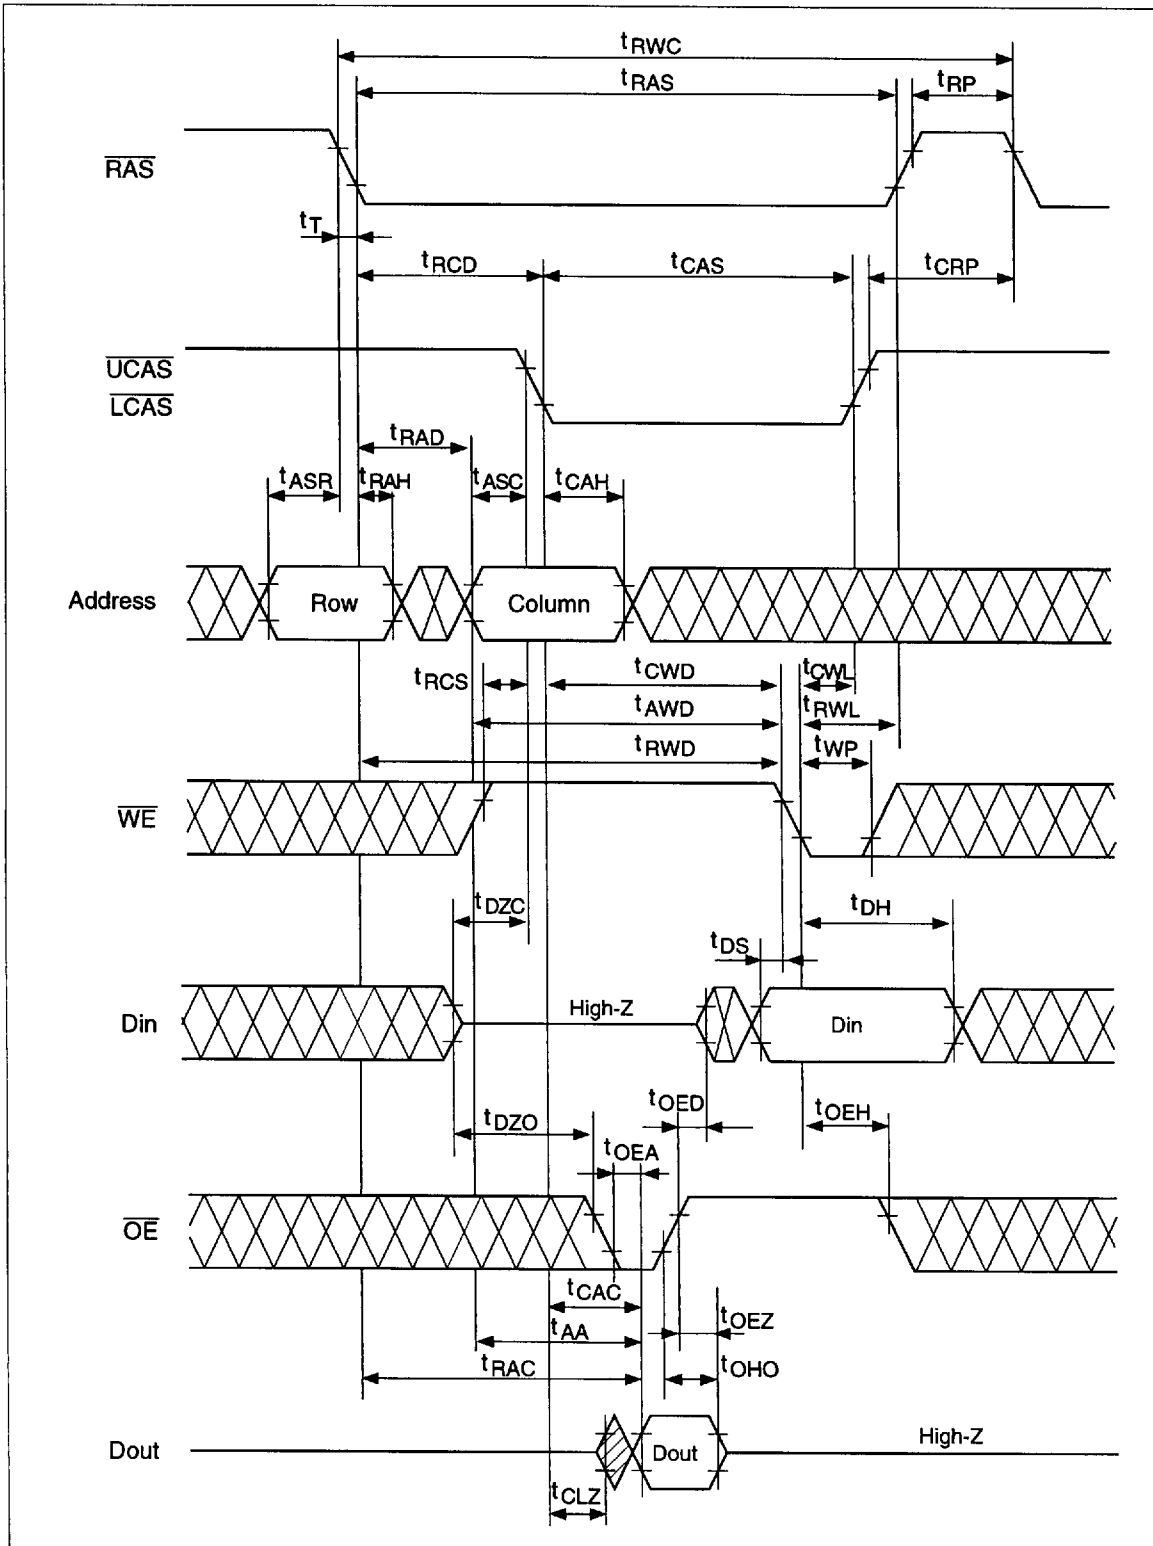 tRWC
tRAS
tRP
RAS
tT
tRCD
tCAS
tCRP
UCAS
LCAS
tRAD
tASR
tRAH
tASC
tCAH
Address
Row
Column
tRCS
tCWD
tCWL
tAWD
tRWL
tRWD
tWP
WE
tDZC
tDH
tDS
Din
High-Z
Din
tDZO
tOED
tOEH
tOEA
OE
tCAC
tAA
tOEZ
tRAC
tOHO
Dout
Dout
High-Z
tCLZ